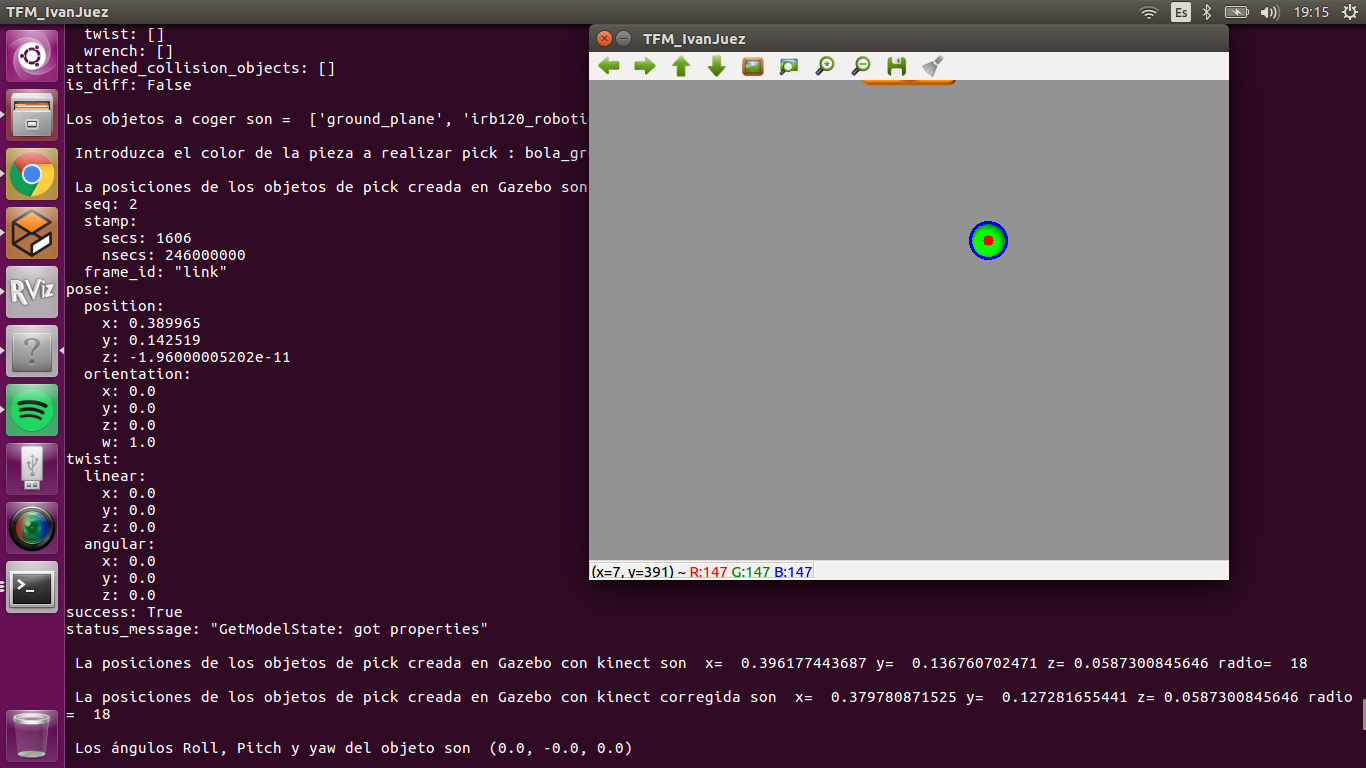 TFM_IvanJuez
Es
19:15
twist: []
wrench: []
attached_collision_objects: []
is_diff: False
Los objetos a coger son =  ['ground_plane', 'irb120_roboti
Introduzca el color de la pieza a realizar pick : bola_gr
La posiciones de los objetos de pick creada en Gazebo son
seq: 2
stamp:
secs: 1606
nsecs: 246000000
frame_id: "link"
pose:
position:
x: 0.389965
y: 0.142519
z: -1.96000005202e-11
orientation:
x: 0.0
y: 0.0
z: 0.0
w: 1.0
twist:
linear:
x: 0.0
y: 0.0
z: 0.0
angular:
x: 0.0
y: 0.0
z: 0.0
success: True
status_message: "GetModelState: got properties"
La posiciones de los objetos de pick creada en Gazebo con kinect son  x=  0.396177443687 y=  0.136760702471 z= 0.0587300845646 radio=  18
La posiciones de los objetos de pick creada en Gazebo con kinect corregida son  x=  0.379780871525 y=  0.127281655441 z= 0.0587300845646 radio
=  18
Los ángulos Roll, Pitch y yaw del objeto son  (0.0, -0.0, 0.0)
TFM_IvanJuez
(x=7, y=391) ~ R:147 G:147 B:147
RViz